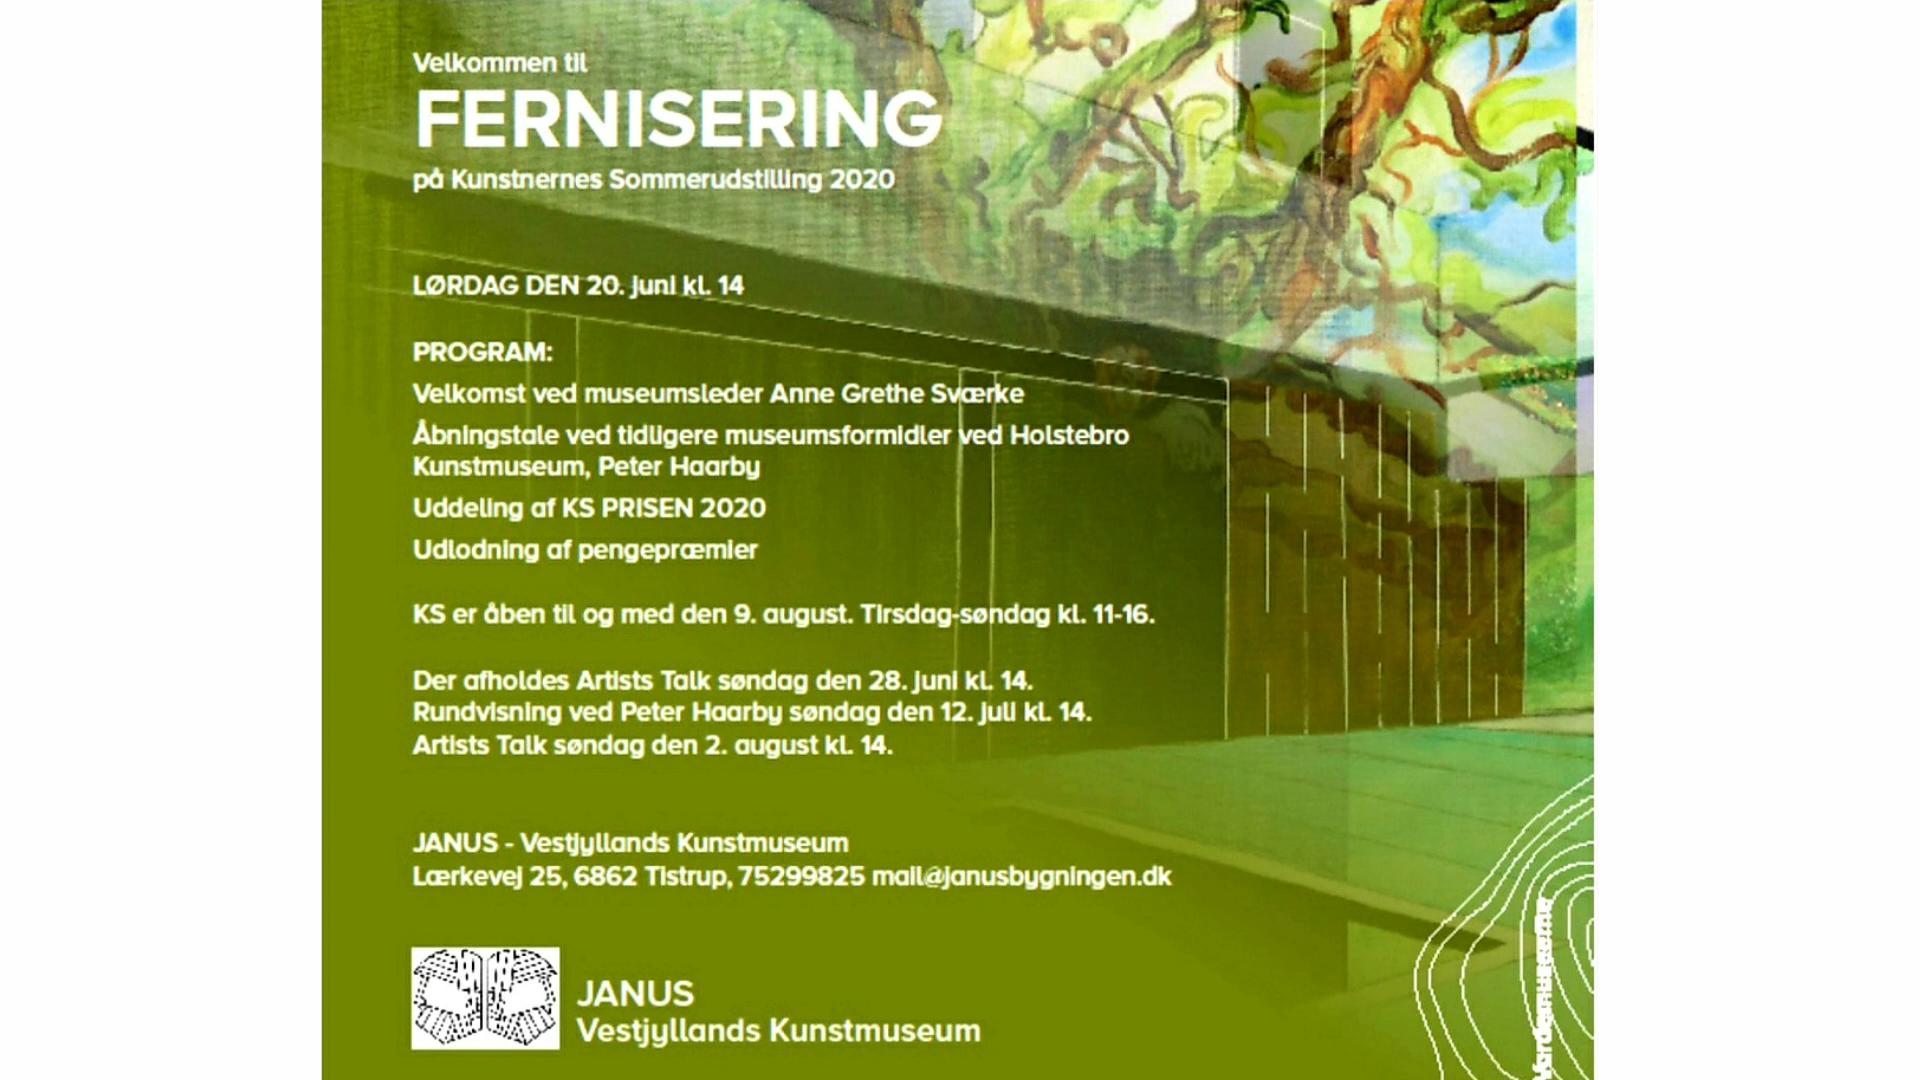 Velkommen til
FERNISERING
på Kunstnernes Sommerudstilling 2020
LØRDAG DEN 20. juni kl. 14
PROGRAM:
Velkomst ved museumsleder Anne Grethe Sværke
Åbningstale ved tidligere museumsformidler ved Holstebro
Kunstmuseum, Peter Haarby
Uddeling af KS PRISEN 2020
Udlodning af pengepræmier
KS er åben til og med den 9. august. Tirsdag-søndag kl. 11-16.
Der afholdes Artists Talk søndag den 28. juni kl. 14.
Rundvisning ved Peter Haarby søndag den 12. juli kl. 14.
Artists Talk søndag den 2. august kl. 14.
JANUS - Vestjyllands Kunstmuseum
Lærkevej 25, 6862 Tistrup, 75299825 mail@janusbygningen.dk
JANUS
Vestjyllands Kunstmuseum